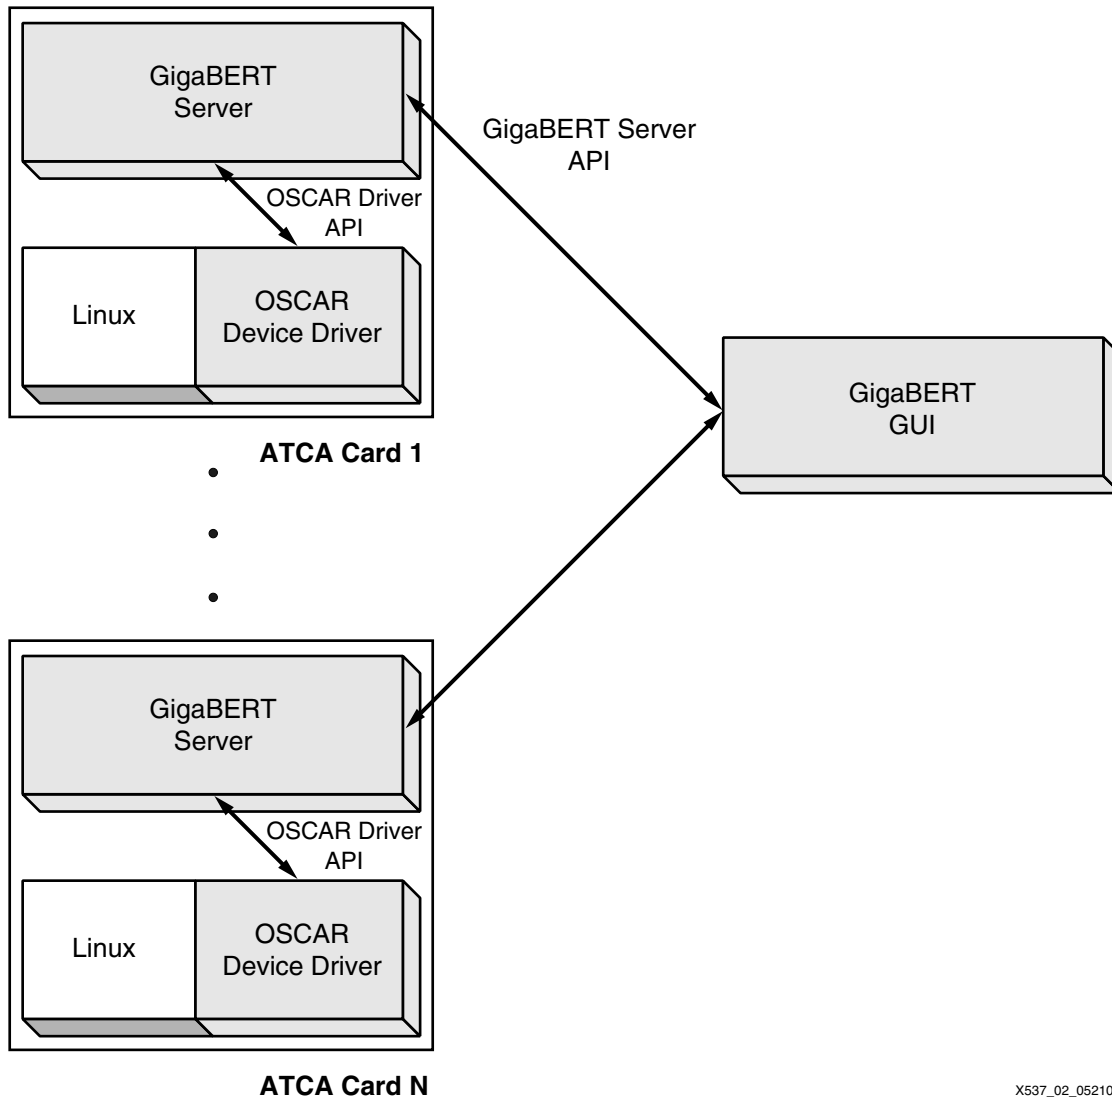 GigaBERT
Server
GigaBERT Server
API
OSCAR Driver
API
Linux
OSCAR
Device Driver
GigaBERT
GUI
ATCA Card 1
GigaBERT
Server
OSCAR Driver
API
Linux
OSCAR
Device Driver
ATCA Card N
X537_02_05210